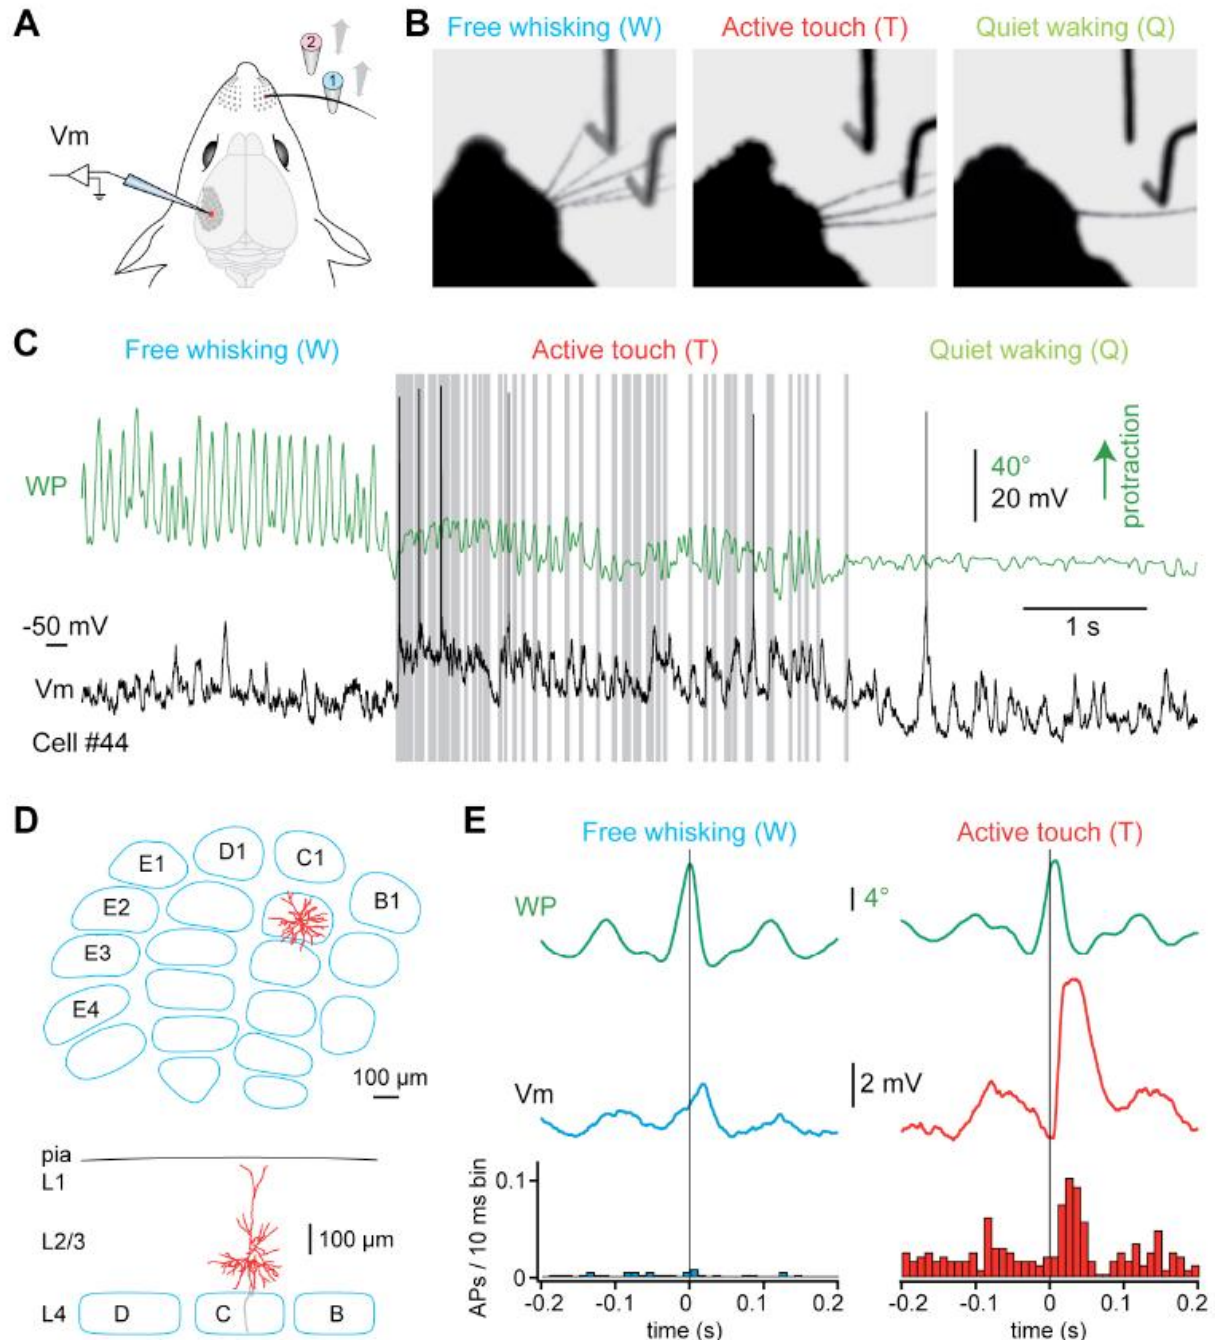 A
2
1
Vm
B
Free whisking (W)
Active touch (T)
Quiet waking (Q)
C
Free whisking (W)
Active touch (T)
Quiet waking (Q)
WP
40°
20 mV
protraction
-50 mV
1 s
Vm
Cell #44
D
E1
D1
C1
E2
B1
E3
E4
100 µm
pia
L1
L2/3
100 µm
L4
D
C
B
E
Free whisking (W)
Active touch (T)
WP
4°
Vm
2 mV
APs / 10 ms bin
0.1
0
-0.2
-0.1
0
0.1
0.2
time (s)
-0.2
-0.1
0
0.1
0.2
time (s)